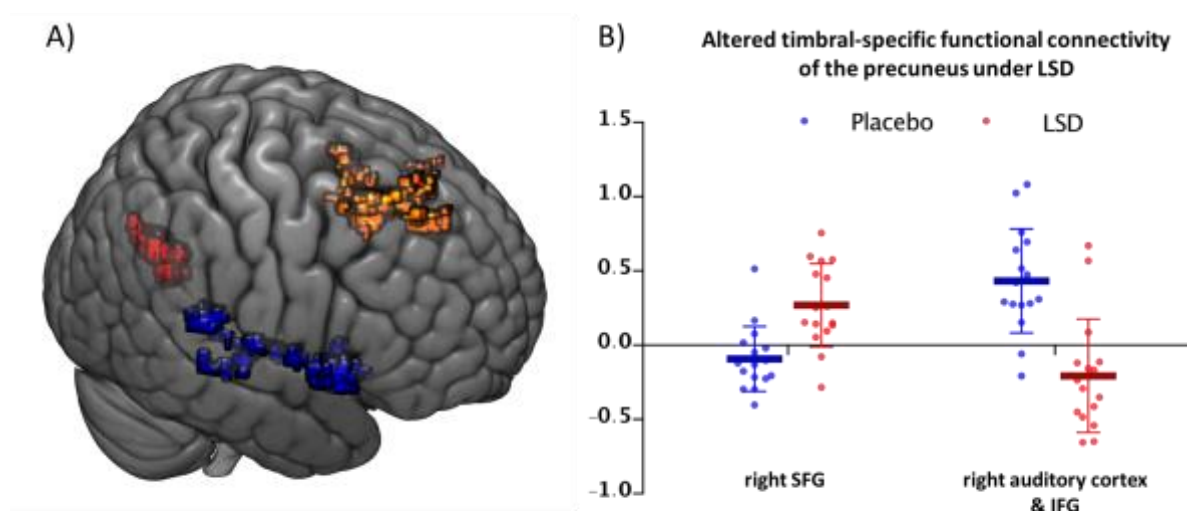 A)
B)
Altered timbral-specific functional connectivity
of the precuneus under LSD
Placebo
LSD
1.5
1.0
0.5
0.0
-0.5
-1.0
right SFG
right auditory cortex
& IFG